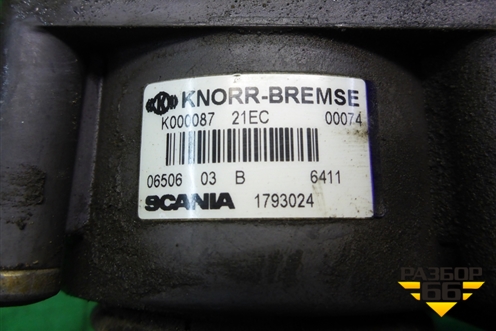 KNORR-BREMSE
K000087 21EC 00074
06506 03 B 6411
SCANIA 1793024
РАЗБОР
66